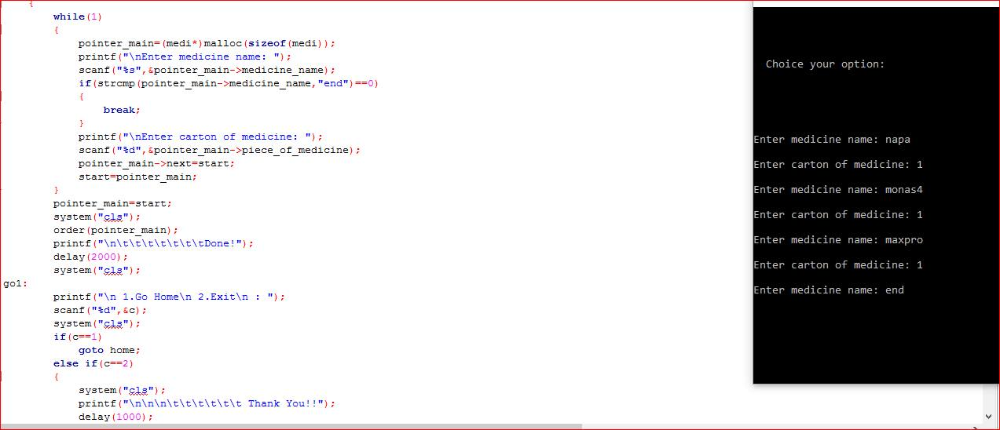 {
while(1)
{
pointer_main=(medi*)malloc(sizeof(medi));
printf("\nEnter medicine name: ");
scanf("%s",&pointer_main->medicine_name);
if(strcmp(pointer_main->medicine_name,"end")==0)
{
break;
}
printf("\nEnter carton of medicine: ");
scanf("%d",&pointer_main->piece_of_medicine);
pointer_main->next=start;
start=pointer_main;
}
pointer_main=start;
system("cls");
order(pointer_main);
printf("\n\t\t\t\t\t\t\tDone!");
delay(2000);
system("cls");
go1:
printf("\n 1.Go Home\n 2.Exit\n : ");
scanf("%d",&c);
system("cls");
if(c==1)
goto home;
else if(c==2)
{
system("cls");
printf("\n\n\n\t\t\t\t\t\t Thank You!!");
delay(1000);
Choice your option:
Enter medicine name: napa
Enter carton of medicine: 1
Enter medicine name: monas4
Enter carton of medicine: 1
Enter medicine name: maxpro
Enter carton of medicine: 1
Enter medicine name: end